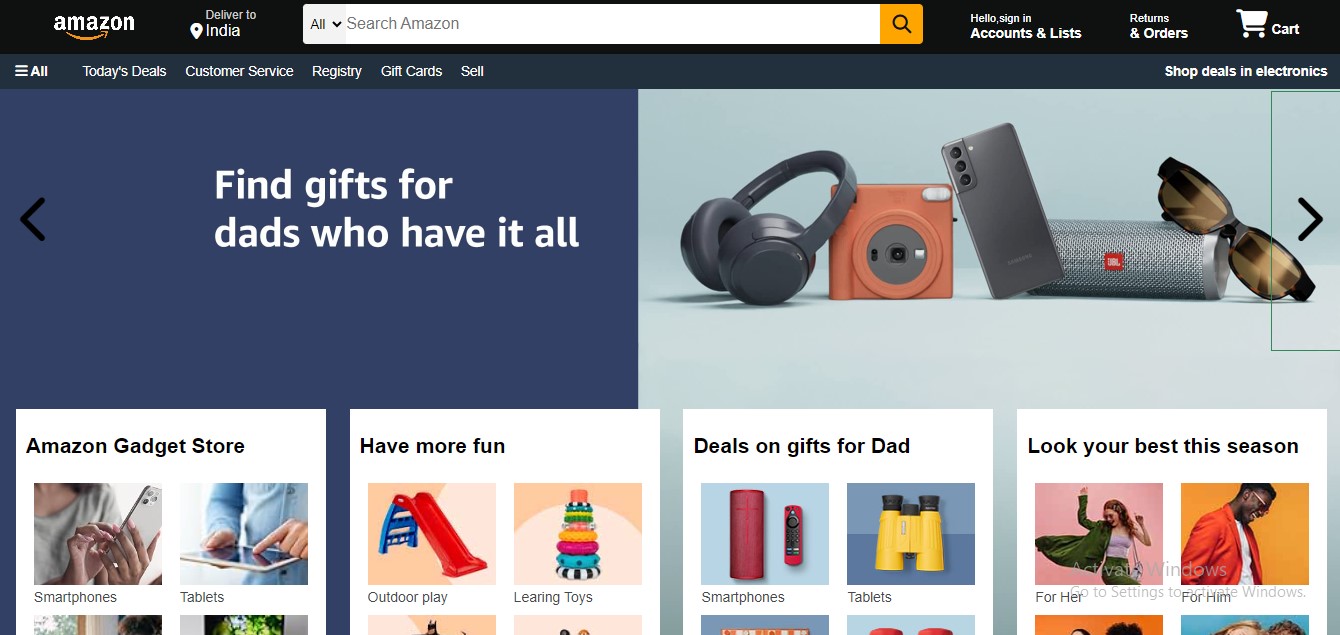 amazon
Deliver to
India
All
Search Amazon
Hello,sign in
Accounts & Lists
Returns
& Orders
Cart
All
Today's Deals
Customer Service
Registry
Gift Cards
Sell
Shop deals in electronics
Find gifts for
dads who have it all
SAMSUNG
JBL
Amazon Gadget Store
Have more fun
Deals on gifts for Dad
Look your best this season
Smartphones
Tablets
Outdoor play
Learing Toys
Smartphones
Tablets
For Her
For Him
Activate Windows
Go to Settings to activate Windows.